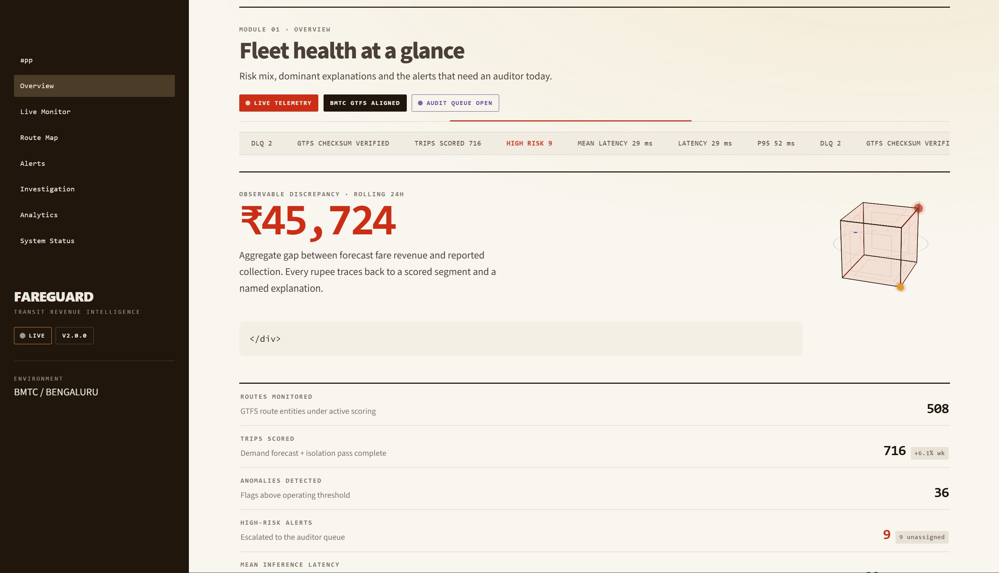 app
Overview
Live Monitor
Route Map
Alerts
Investigation
Analytics
System Status
FAREGUARD
TRANSIT REVENUE INTELLIGENCE
LIVE
V2.0.0
ENVIRONMENT
BMTC / BENGALURU
MODULE 01 · OVERVIEW
Fleet health at a glance
Risk mix, dominant explanations and the alerts that need an auditor today.
LIVE TELEMETRY
BMTC GTFS ALIGNED
AUDIT QUEUE OPEN
DLQ 2 GTFS CHECKSUM VERIFIED TRIPS SCORED 716 HIGH RISK 9 MEAN LATENCY 29 ms LATENCY 29 ms P95 52 ms DLQ 2 GTFS CHECKSUM VERIFI
OBSERVABLE DISCREPANCY · ROLLING 24H
₹45,724
Aggregate gap between forecast fare revenue and reported
collection. Every rupee traces back to a scored segment and a
named explanation.
</div>
ROUTES MONITORED
GTFS route entities under active scoring
508
TRIPS SCORED
Demand forecast + isolation pass complete
716 +6.1% wk
ANOMALIES DETECTED
Flags above operating threshold
36
HIGH-RISK ALERTS
Escalated to the auditor queue
9 9 unassigned
MEAN INFERENCE LATENCY